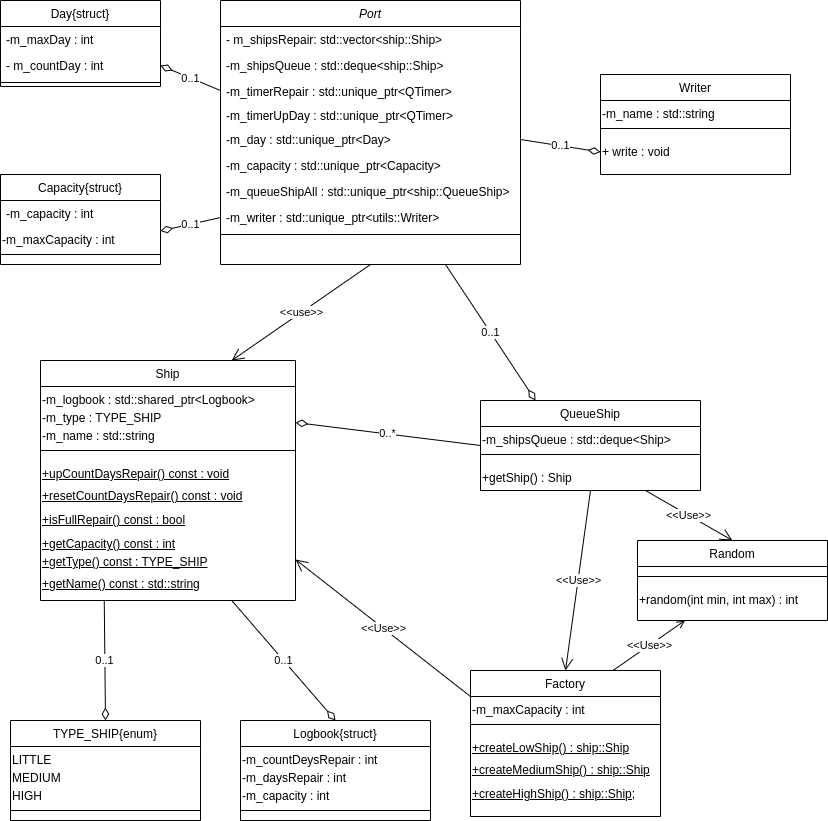 Day{struct}
-m_maxDay : int
- m_countDay : int
0..1
Port
- m_shipsRepair: std::vector<ship::Ship>
-m_shipsQueue : std::deque<ship::Ship>
-m_timerRepair : std::unique_ptr<QTimer>
-m_timerUpDay : std::unique_ptr<QTimer>
-m_day : std::unique_ptr<Day>
-m_capacity : std::unique_ptr<Capacity>
-m_queueShipAll : std::unique_ptr<ship::QueueShip>
-m_writer : std::unique_ptr<utils::Writer>
0..1
Writer
-m_name : std::string
+ write : void
Capacity{struct}
-m_capacity : int
-m_maxCapacity : int
0..1
<<use>>
0..1
Ship
-m_logbook : std::shared_ptr<Logbook>
-m_type : TYPE_SHIP
-m_name : std::string
+upCountDaysRepair() const : void
+resetCountDaysRepair() const : void
+isFullRepair() const : bool
+getCapacity() const : int
+getType() const : TYPE_SHIP
+getName() const : std::string
0..*
QueueShip
-m_shipsQueue : std::deque<Ship>
+getShip() : Ship
<<Use>>
<<Use>>
Random
+random(int min, int max) : int
<<Use>>
<<Use>>
0..1
0..1
TYPE_SHIP{enum}
LITTLE
MEDIUM
HIGH
Logbook{struct}
-m_countDeysRepair : int
-m_daysRepair : int
-m_capacity : int
Factory
-m_maxCapacity : int
+createLowShip() : ship::Ship
+createMediumShip() : ship::Ship
+createHighShip() : ship::Ship;